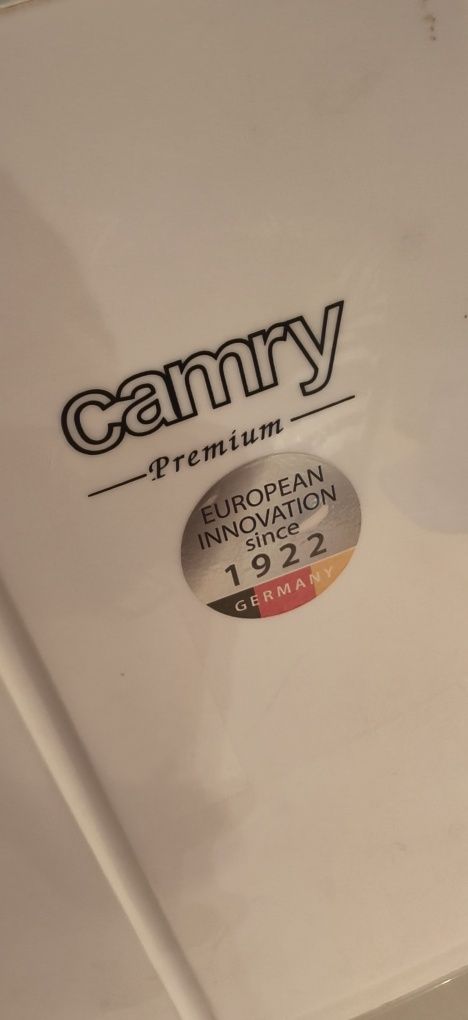 camry
Premium
EUROPEAN
INNOVATION
since
1922
GERMANY